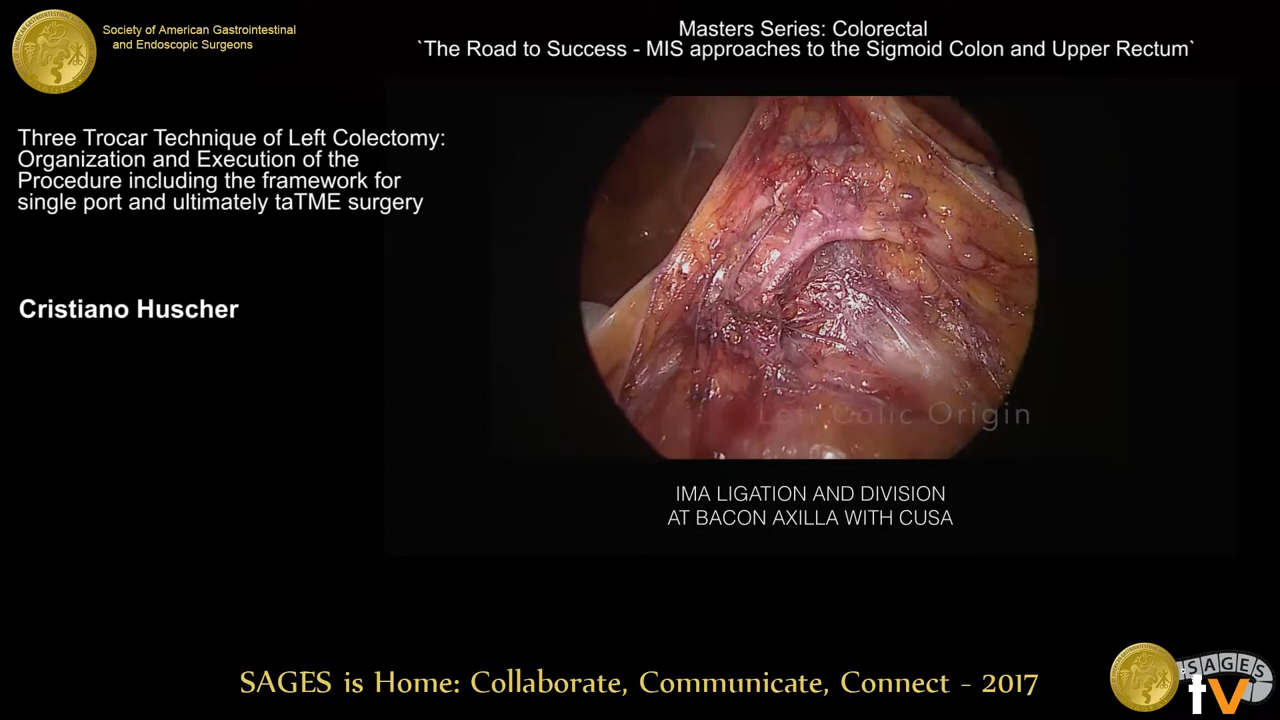 Society of American Gastrointestinal
and Endoscopic Surgeons
Masters Series: Colorectal
`The Road to Success - MIS approaches to the Sigmoid Colon and Upper Rectum`
Three Trocar Technique of Left Colectomy:
Organization and Execution of the
Procedure including the framework for
single port and ultimately taTME surgery
Cristiano Huscher
Left Colic Origin
IMA LIGATION AND DIVISION
AT BACON AXILLA WITH CUSA
SAGES is Home: Collaborate, Communicate, Connect - 2017
SAGES
tv